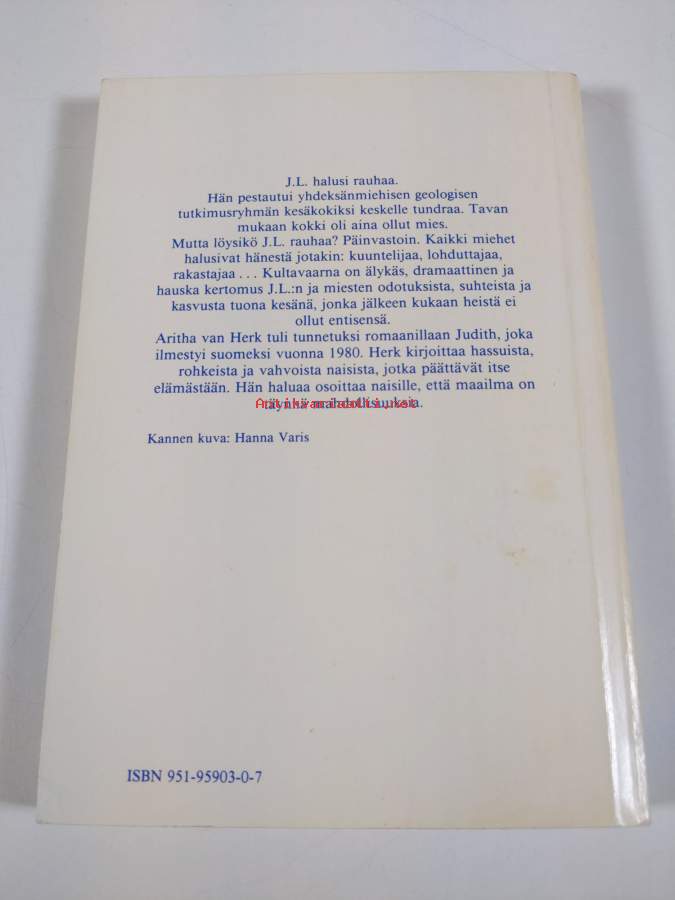 J.L. halusi rauhaa.
Hän pestautui yhdeksänmiehisen geologisen
tutkimusryhmän kesäkokiksi keskelle tundraa. Tavan
mukaan kokki oli aina ollut mies.
Mutta löysikö J.L. rauhaa? Päinvastoin. Kaikki miehet
halusivat hänestä jotakin: kuuntelijaa, lohduttajaa,
rakastajaa . . . Kultavaarna on älykäs, dramaattinen ja
hauska kertomus J.L.:n ja miesten odotuksista, suhteista ja
kasvusta tuona kesänä, jonka jälkeen kukaan heistä ei
ollut entisensä.
Aritha van Herk tuli tunnetuksi romaanillaan Judith, joka
ilmestyi suomeksi vuonna 1980. Herk kirjoittaa hassuista,
rohkeista ja vahvoista naisista, jotka päättävät itse
elämästään. Hän haluaa osoittaa naisille, että maailma on
täynnä mahdollisuuksia.
Kannen kuva: Hanna Varis
ISBN 951-95903-0-7